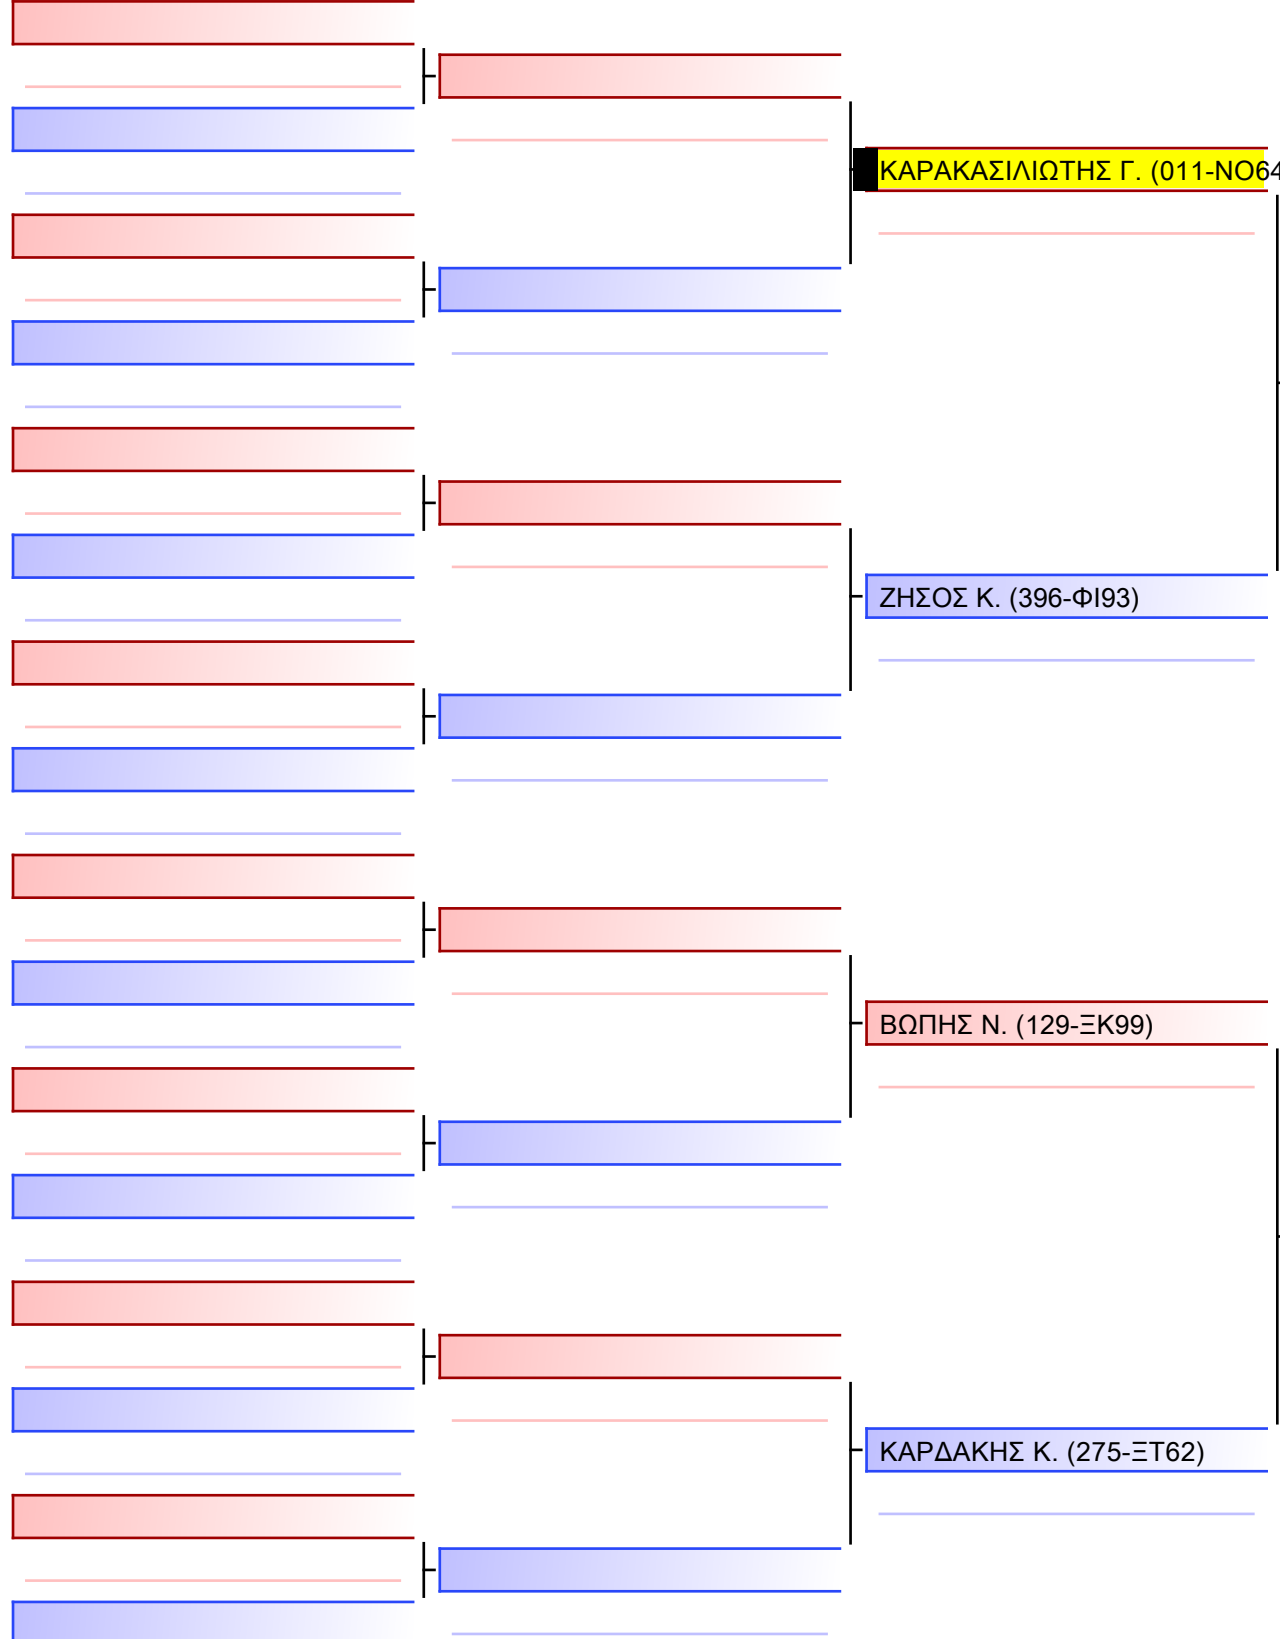 ΚΑΡΑΚΑΣΙΛΙΩΤΗΣ Γ. (011-ΝΟ64
ΖΗΣΟΣ Κ. (396-ΦΙ93)
ΒΩΠΗΣ Ν. (129-ΞΚ99)
ΚΑΡΔΑΚΗΣ Κ. (275-ΞΤ62)